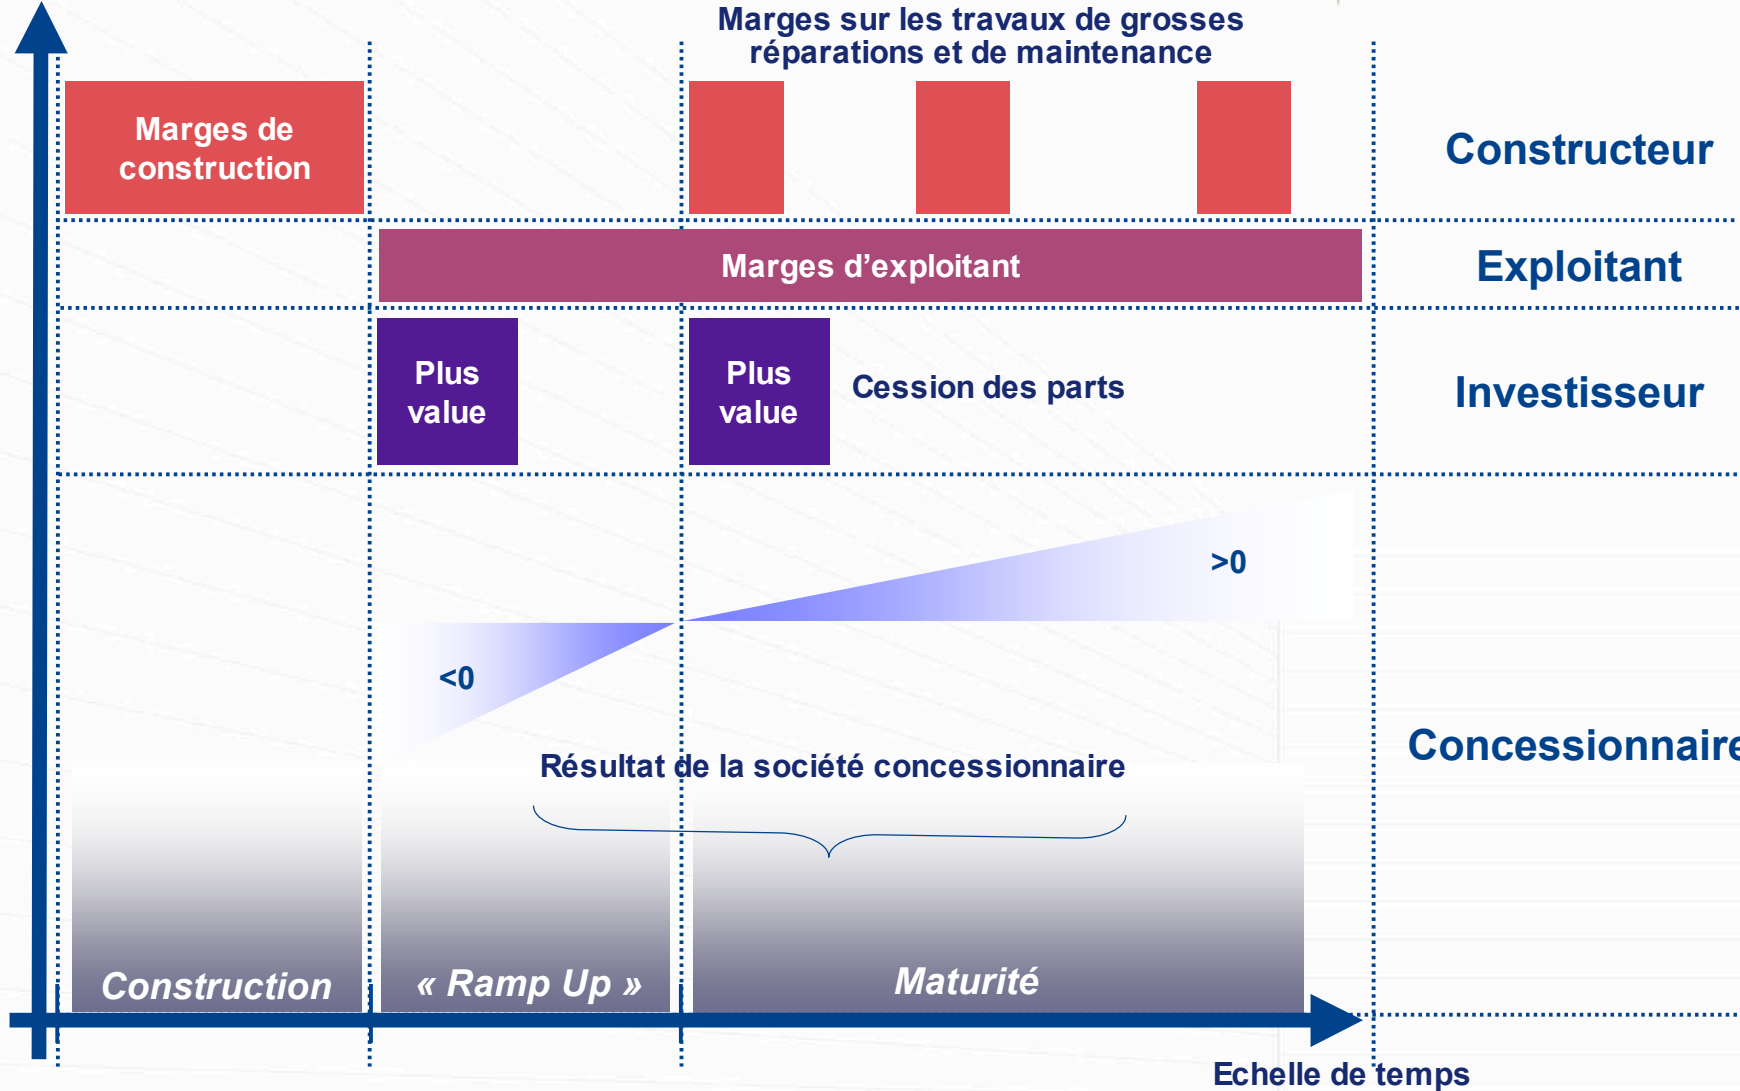 Marges sur les travaux de grosses
réparations et de maintenance
Marges de
construction
Constructeur
Marges d’exploitant
Exploitant
Plus
value
Plus
value
Cession des parts
Investisseur
>0
<0
Résultat de la société concessionnaire
Concessionnaire
Construction
« Ramp Up »
Maturité
Echelle de temps